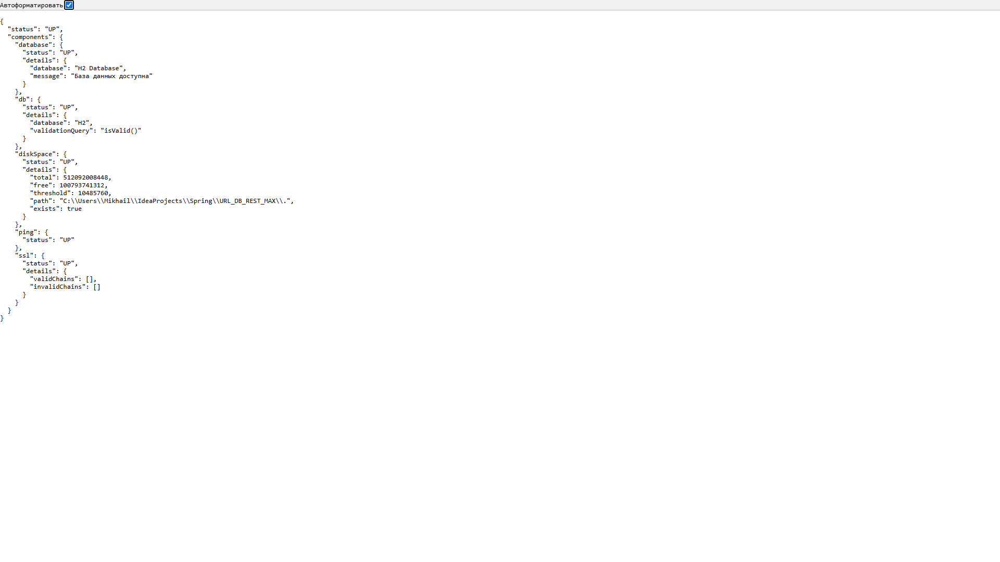 Автоформатировать
{
  "status": "UP",
  "components": {
    "database": {
      "status": "UP",
      "details": {
        "database": "H2 Database",
        "message": "База данных доступна"
      }
    },
    "db": {
      "status": "UP",
      "details": {
        "database": "H2",
        "validationQuery": "isValid()"
      }
    },
    "diskSpace": {
      "status": "UP",
      "details": {
        "total": 512092008448,
        "free": 100793741312,
        "threshold": 10485760,
        "path": "C:\\Users\\Mikhail\\IdeaProjects\\Spring\\URL_DB_REST_MAX\\.",
        "exists": true
      }
    },
    "ping": {
      "status": "UP"
    },
    "ssl": {
      "status": "UP",
      "details": {
        "validChains": [],
        "invalidChains": []
      }
    }
  }
}